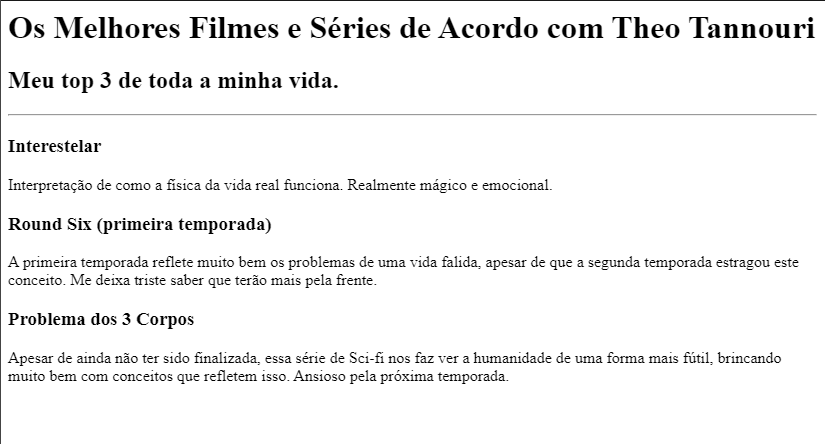 Os Melhores Filmes e Séries de Acordo com Theo Tannouri
Meu top 3 de toda a minha vida.
Interestelar
Interpretação de como a física da vida real funciona. Realmente mágico e emocional.
Round Six (primeira temporada)
A primeira temporada reflete muito bem os problemas de uma vida falida, apesar de que a segunda temporada estragou este
conceito. Me deixa triste saber que terão mais pela frente.
Problema dos 3 Corpos
Apesar de ainda não ter sido finalizada, essa série de Sci-fi nos faz ver a humanidade de uma forma mais fútil, brincando
muito bem com conceitos que refletem isso. Ansioso pela próxima temporada.